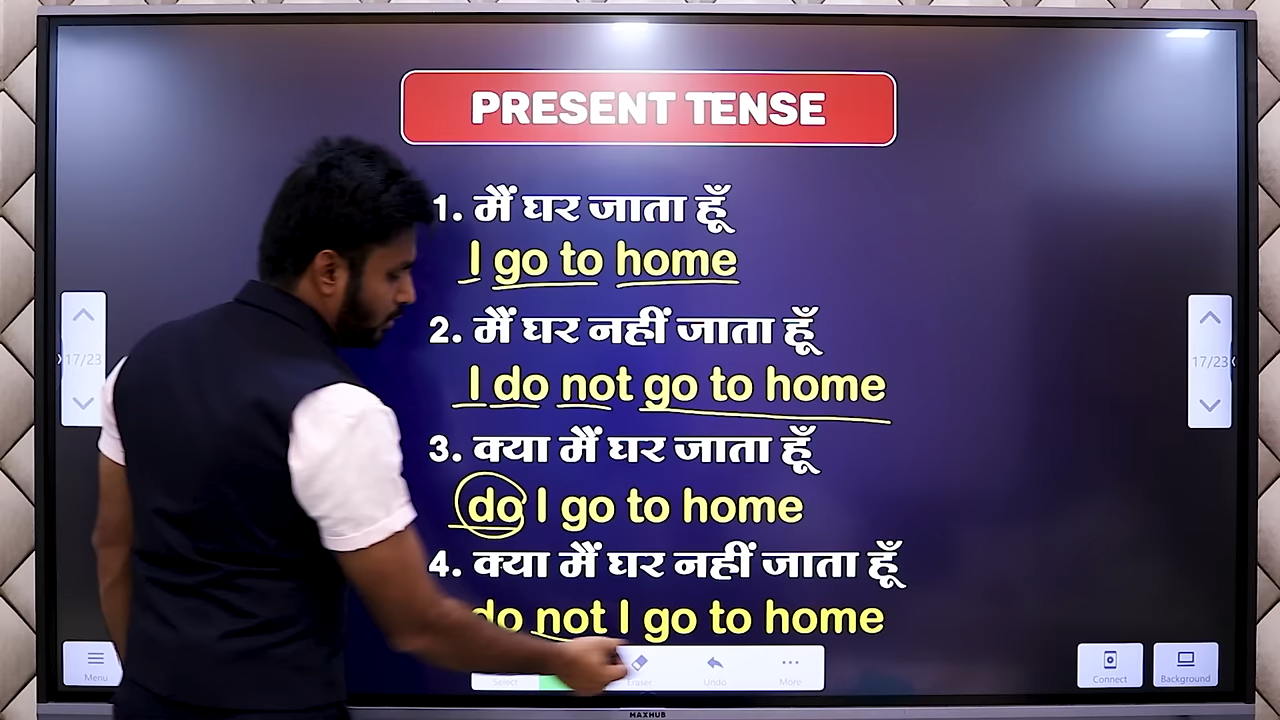 PRESENT TENSE
1. मैं घर जाता हूँ
I go to home
2. मैं घर नहीं जाता हूँ
I do not go to home
3. क्या मैं घर जाता हूँ
do I go to home
4. क्या मैं घर नहीं जाता हूँ
do not I go to home
17/23
17/23
Menu
Select
Eraser
Undo
More
Connect
Background
MAXHUB